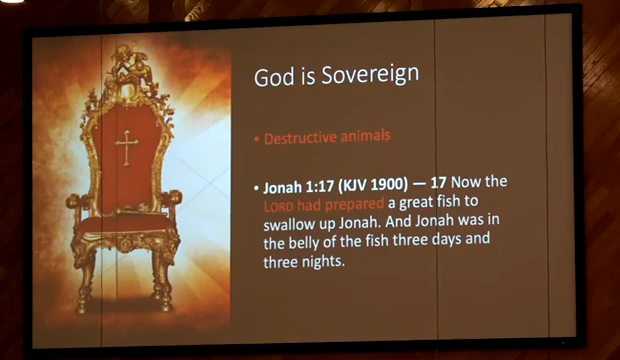 God is Sovereign
• Destructive animals
• Jonah 1:17 (KJV 1900) — 17 Now the
LORD had prepared a great fish to
swallow up Jonah. And Jonah was in
the belly of the fish three days and
three nights.